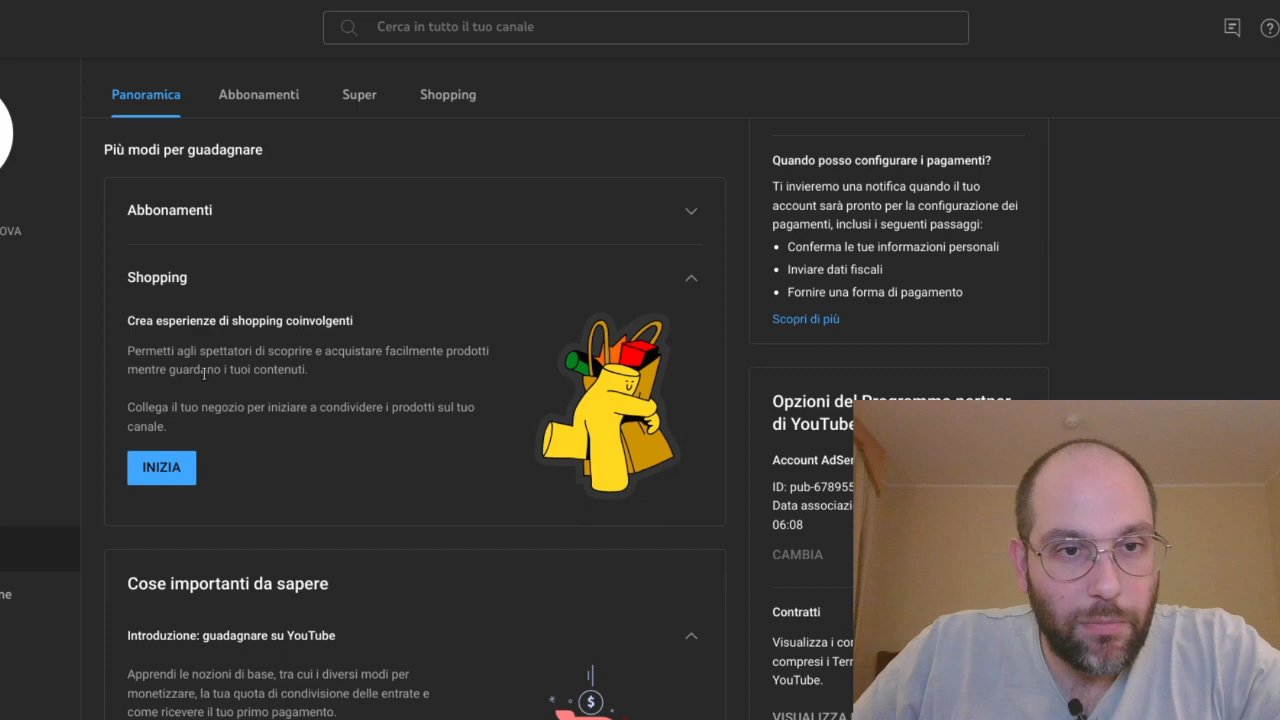 Cerca in tutto il tuo canale
Panoramica
Abbonamenti
Super
Shopping
Più modi per guadagnare
Abbonamenti
Shopping
Crea esperienze di shopping coinvolgenti
Permetti agli spettatori di scoprire e acquistare facilmente prodotti
mentre guardano i tuoi contenuti.
Collega il tuo negozio per iniziare a condividere i prodotti sul tuo
canale.
INIZIA
Cose importanti da sapere
Introduzione: guadagnare su YouTube
Apprendi le nozioni di base, tra cui i diversi modi per
monetizzare, la tua quota di condivisione delle entrate e
come ricevere il tuo primo pagamento.
Quando posso configurare i pagamenti?
Ti invieremo una notifica quando il tuo
account sarà pronto per la configurazione dei
pagamenti, inclusi i seguenti passaggi:
• Conferma le tue informazioni personali
• Inviare dati fiscali
• Fornire una forma di pagamento
Scopri di più
Opzioni del Programma partner
di YouTube
Account AdSen
ID: pub-678955
Data associazi
06:08
CAMBIA
Contratti
Visualizza i con
compresi i Term
YouTube.
VISUALIZZA
OVA
ne